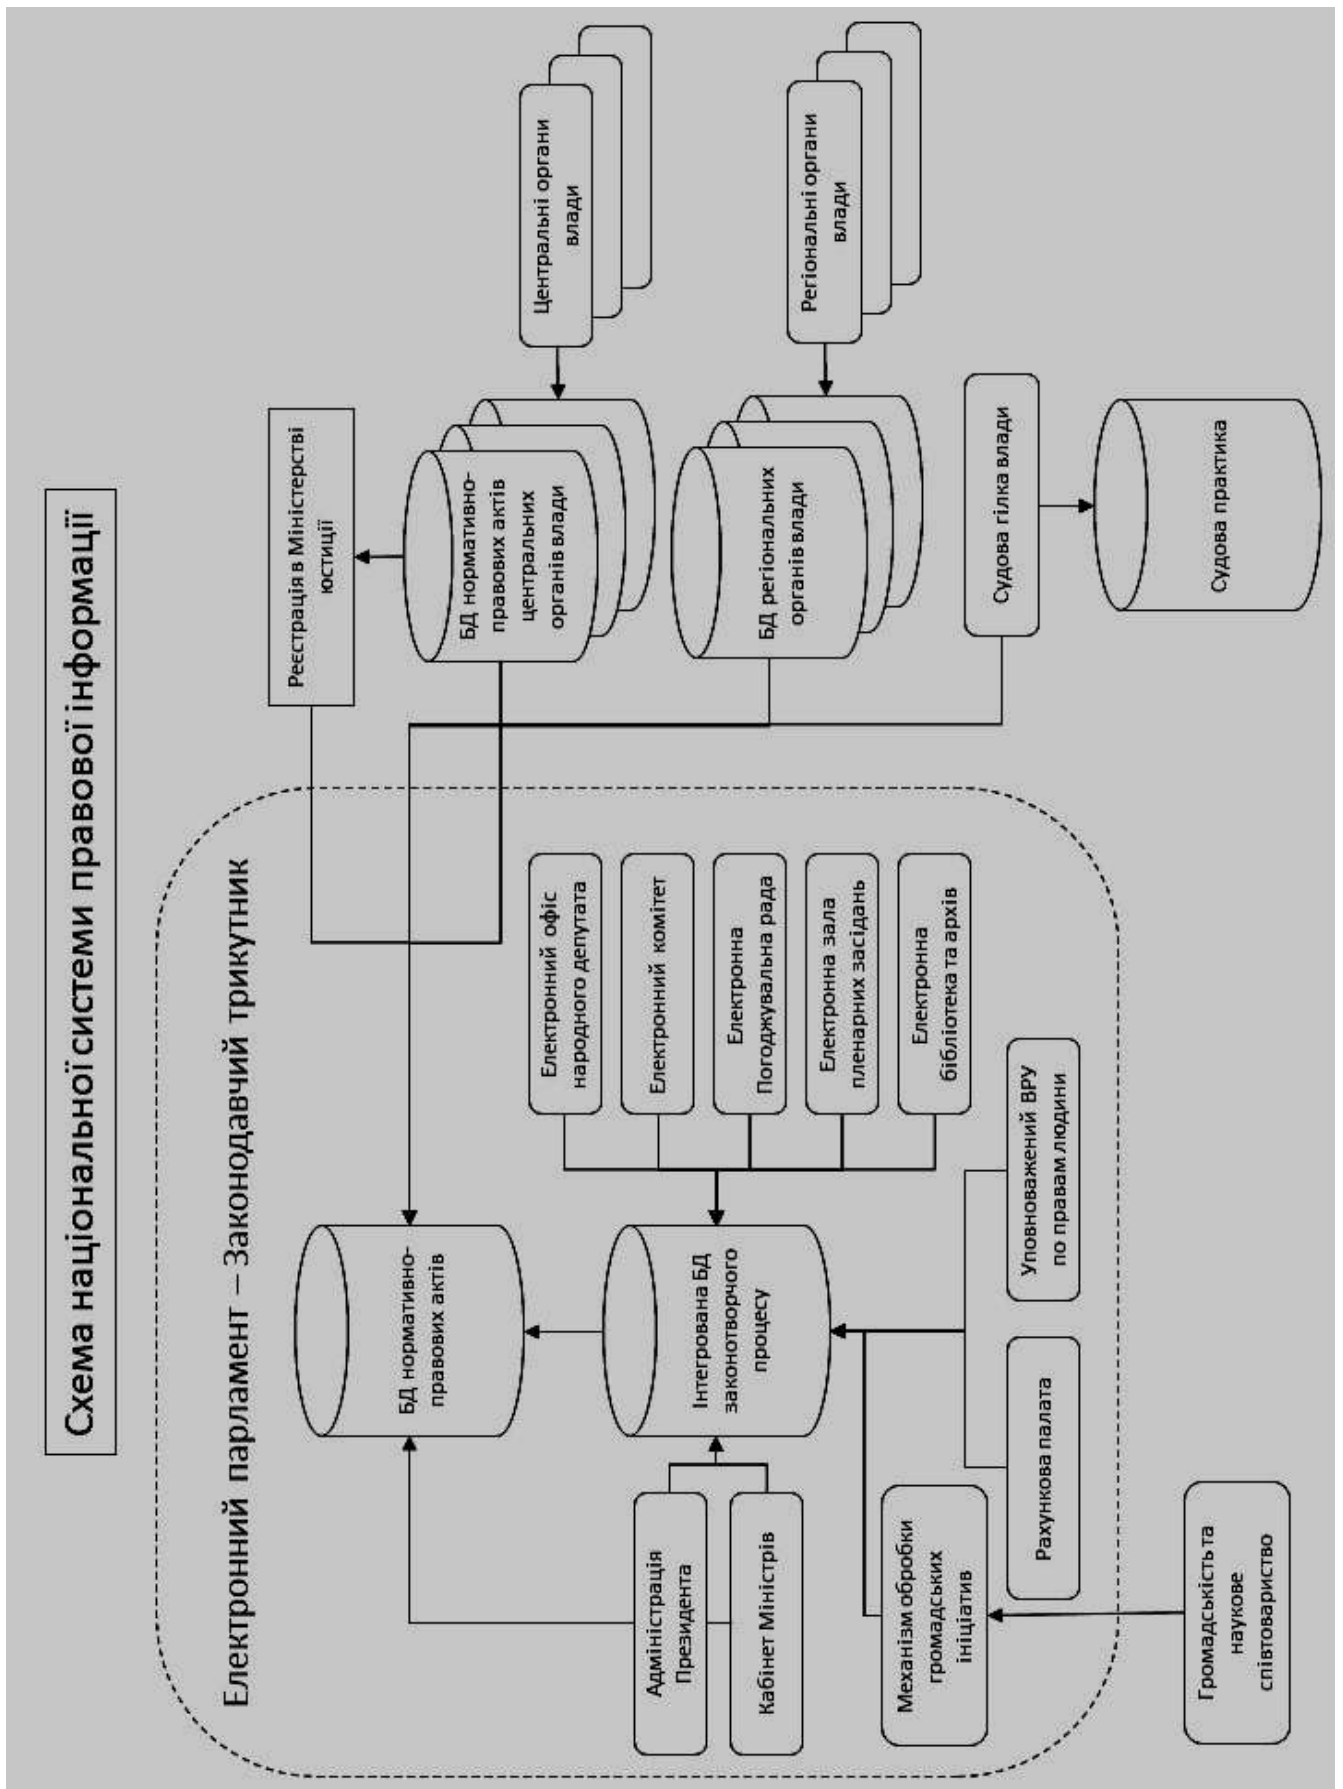 Схема національної системи правової інформації
Електронний парламент – Законодавчий трикутник
Адміністрація
Президента
Кабінет Міністрів
Механізм обробки
громадських
ініціатив
Громадськість та
наукове
співтовариство
БД нормативно-
правових актів
Інтегрована БД
законотворчого
процесу
Рахункова палата
Уповноважений ВРУ
по правам людини
Електронний офіс
народного депутата
Електронний комітет
Електронна
Погоджувальна рада
Електронна зала
пленарних засідань
Електронна
бібліотека та архів
Реєстрація в Міністерстві
юстиції
БД нормативно-
правових актів
центральних
органів влади
БД регіональних
органів влади
Судова гілка влади
Судова практика
Центральні органи
влади
Регіональні органи
влади